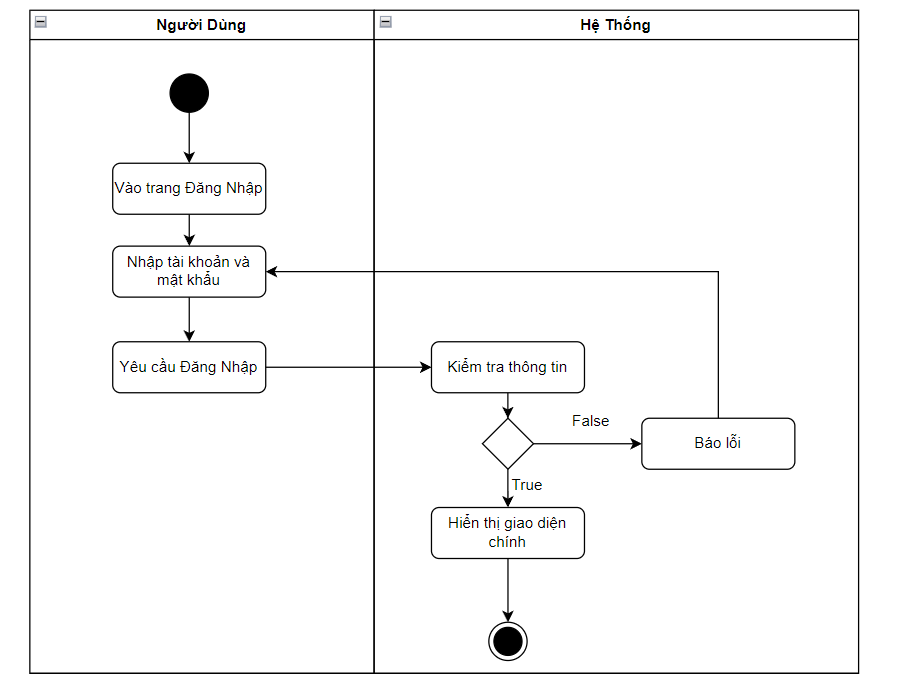 Người Dùng
Hệ Thống
Vào trang Đăng Nhập
Nhập tài khoản và
mật khẩu
Yêu cầu Đăng Nhập
Kiểm tra thông tin
False
Báo lỗi
True
Hiển thị giao diện
chính